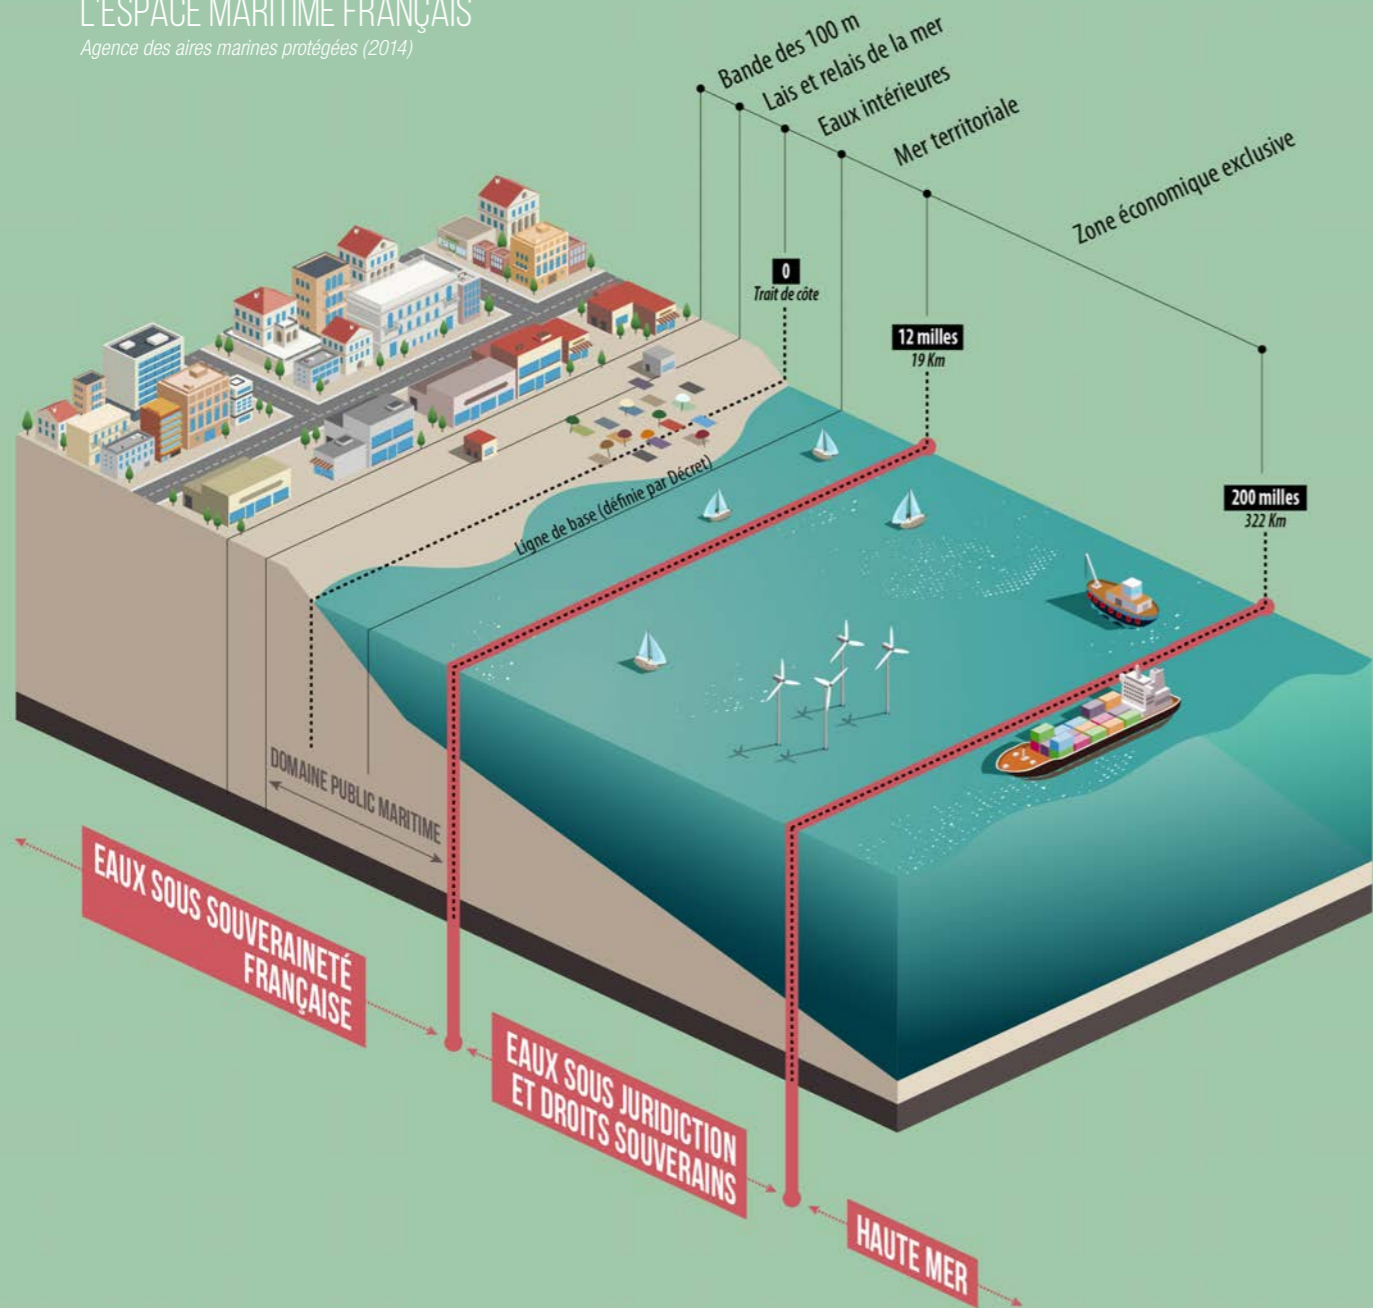 L'ESPACE MARITIME FRANÇAIS
Agence des aires marines protégées (2014)
Bande des 100 m
Lais et relais de la mer
Eaux intérieures
Mer territoriale
Zone économique exclusive
0
Trait de côte
12 milles
19 Km
200 milles
322 Km
Ligne de base (définie par Décret)
DOMAINE PUBLIC MARITIME
EAUX SOUS SOUVERAINETÉ
FRANÇAISE
EAUX SOUS JURIDICTION
ET DROITS SOUVERAINS
HAUTE MER